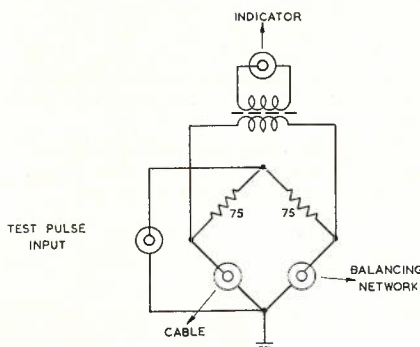 INDICATOR
75
75
TEST PULSE
INPUT
BALANCING
NETWORK
CABLE